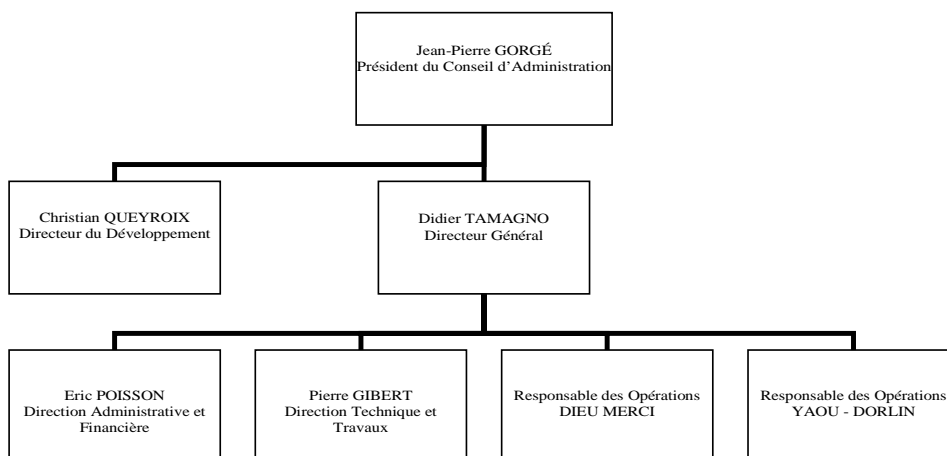 Jean-Pierre GORGÉ
Président du Conseil d'Administration
Christian QUEYROIX
Directeur du Développement
Didier TAMAGNO
Directeur Général
Eric POISSON
Direction Administrative et
Financière
Pierre GIBERT
Direction Technique et
Travaux
Responsable des Opérations
DIEU MERCI
Responsable des Opérations
YAOU - DORLIN